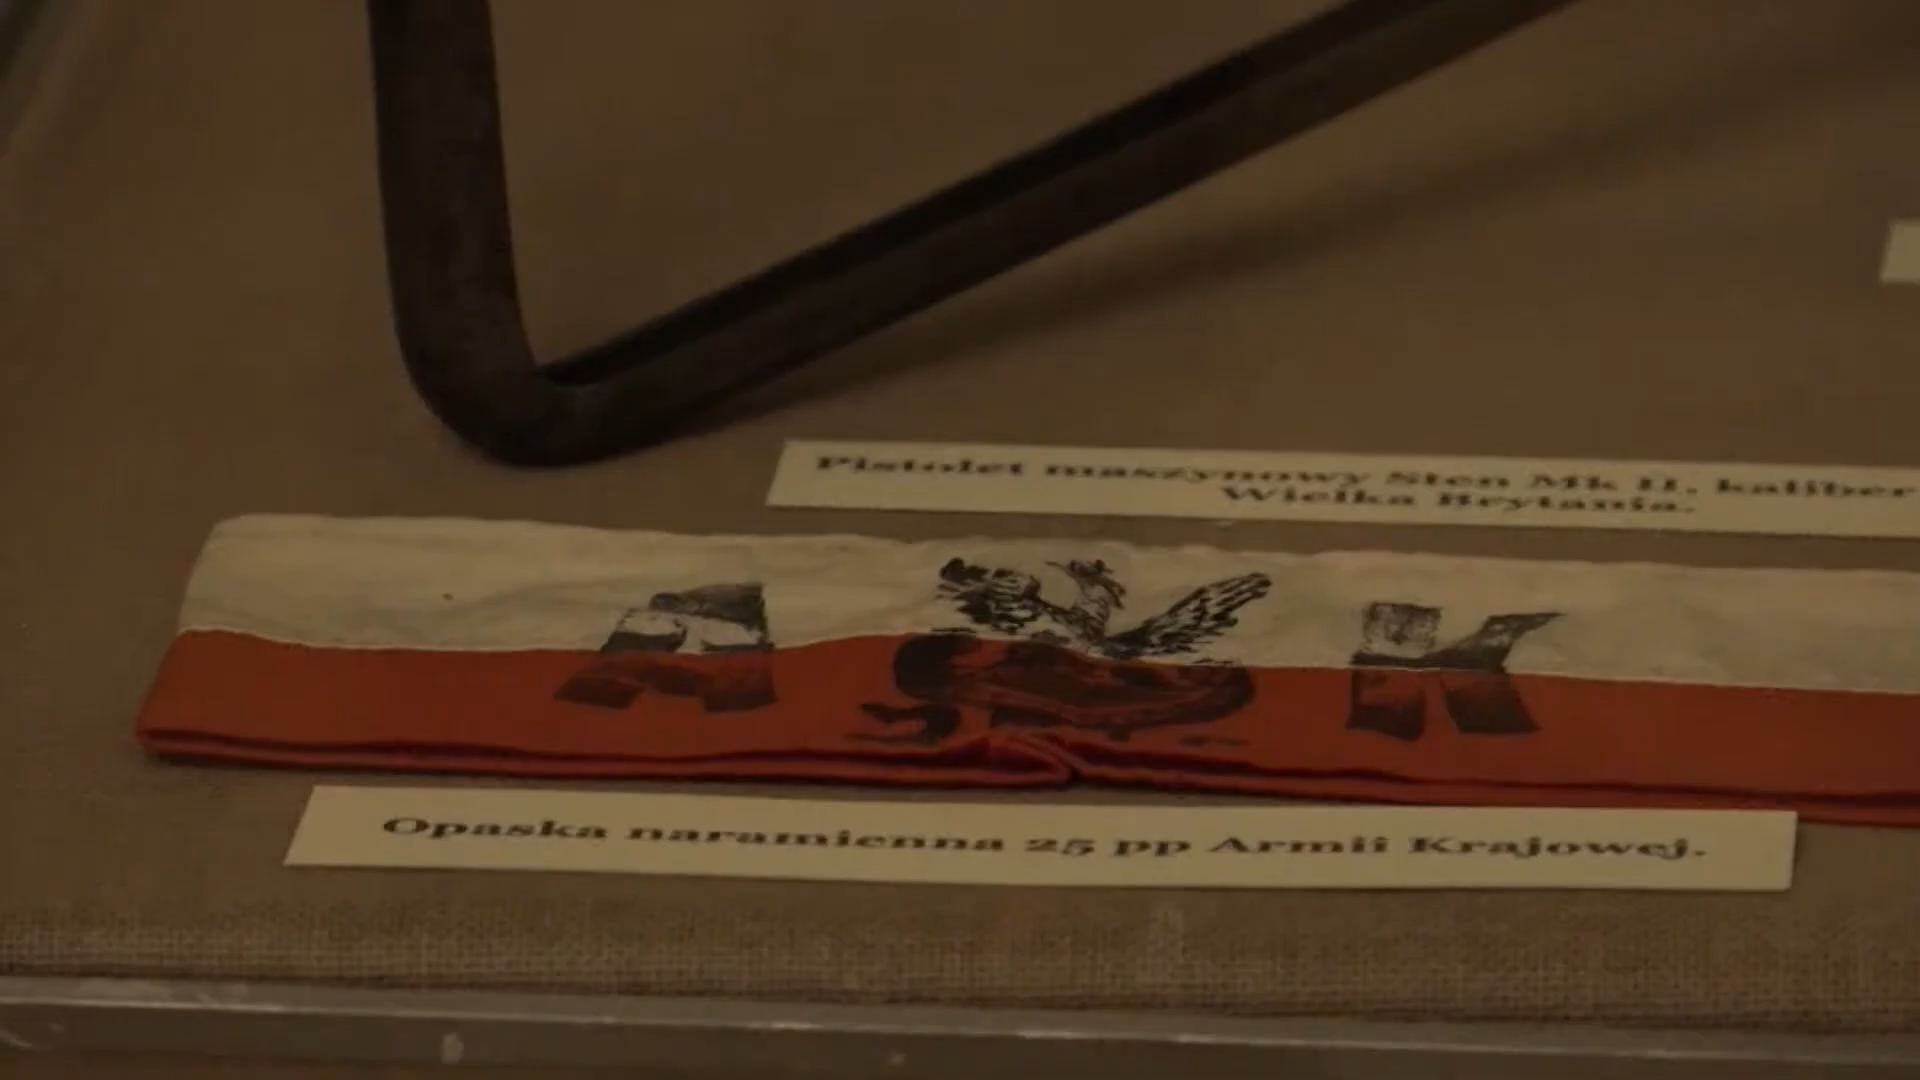 Pistolet maszynowy Sten Mk II, kaliber
Wielka Brytania.
A K
Opaska naramienna 25 pp Armii Krajowej.